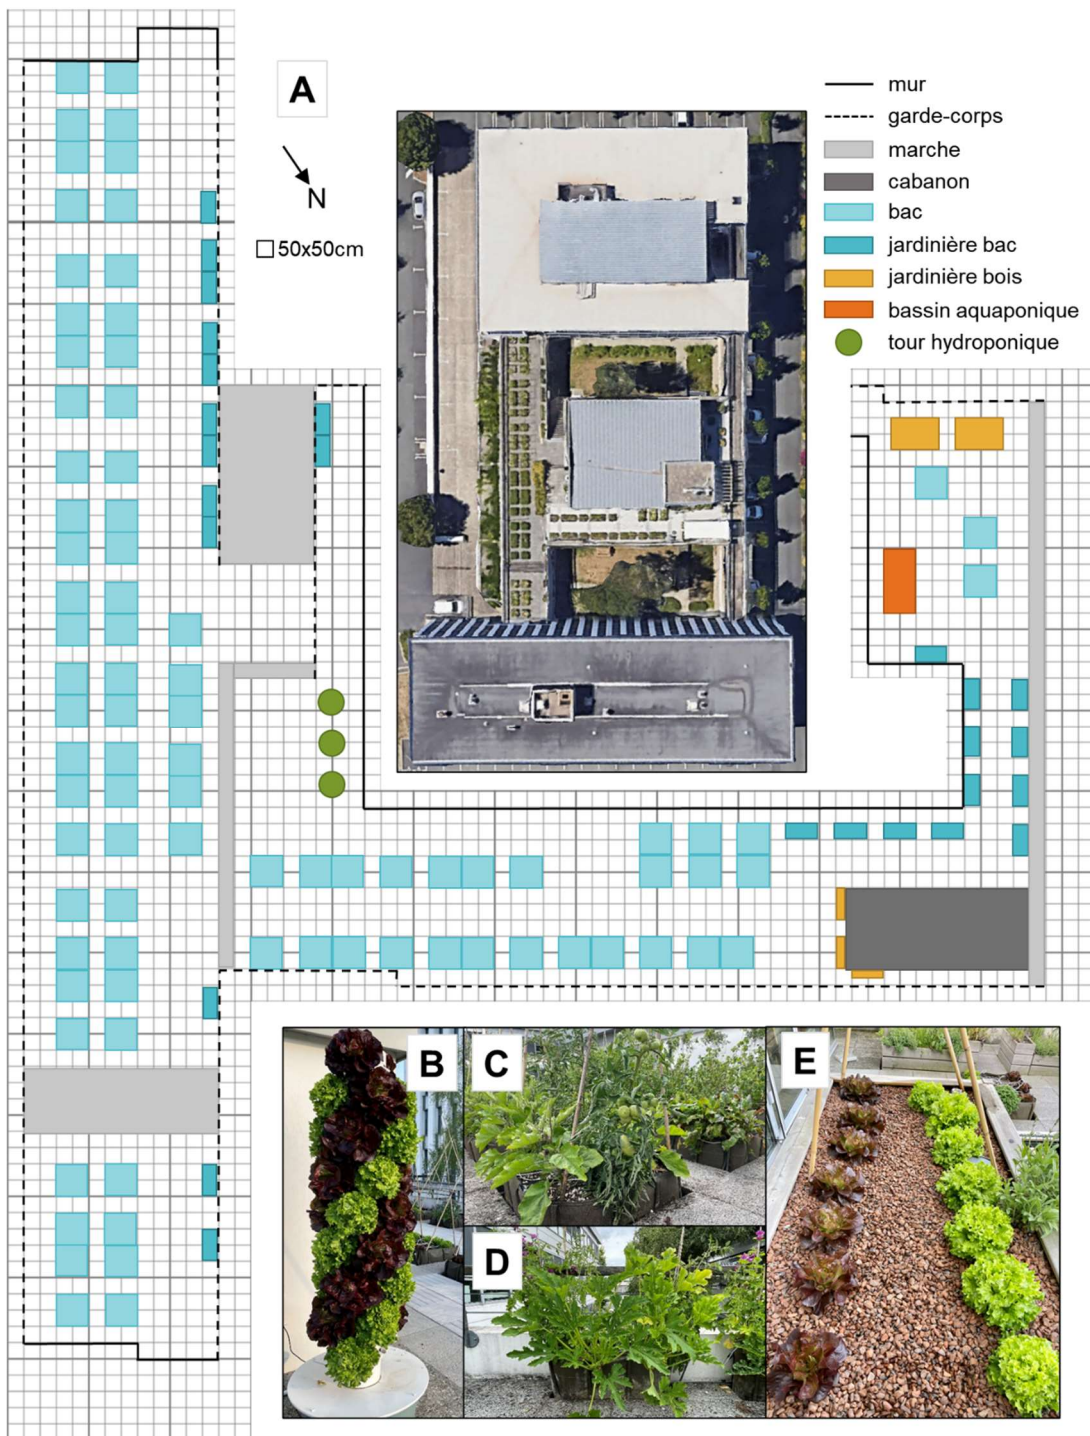 A
N
50x50cm
mur
garde-corps
marche
cabanon
bac
jardinière bac
jardinière bois
bassin aquaponique
tour hydroponique
B
C
D
E